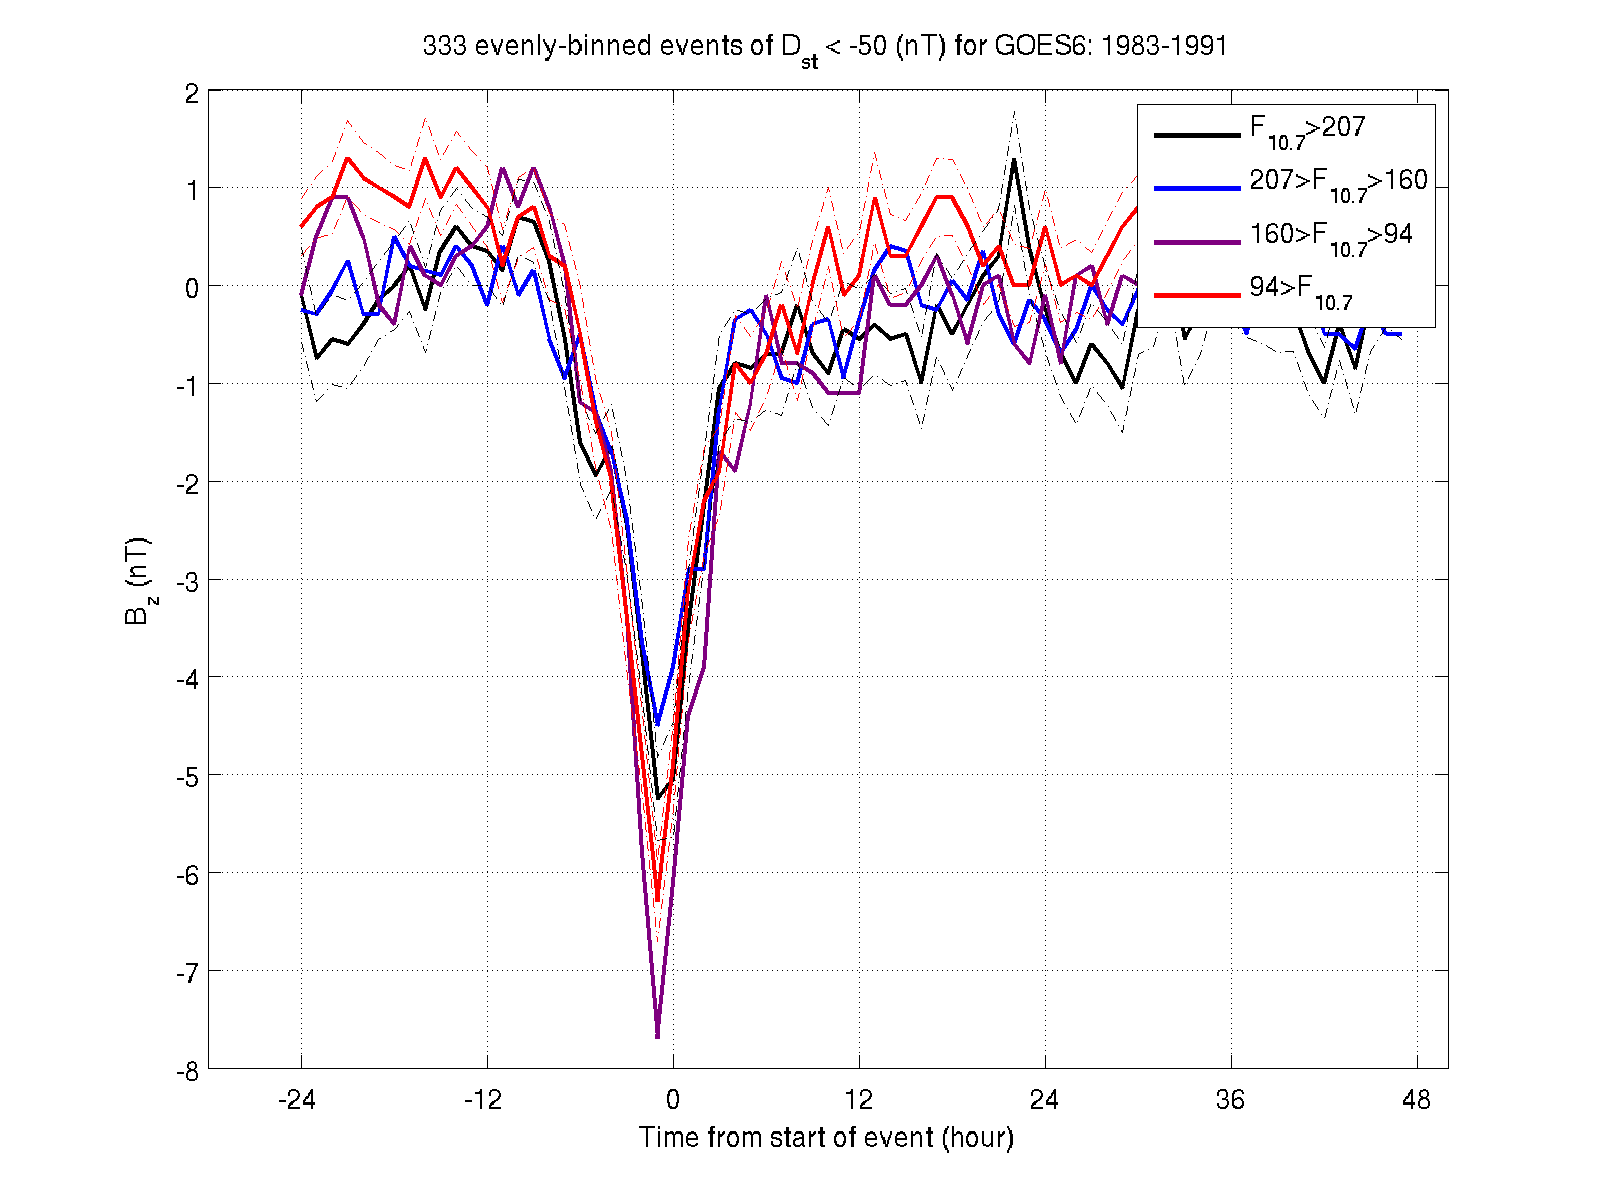 333 evenly-binned events of Dst < -50 (nT) for GOES6: 1983-1991
F10.7>207
207>F10.7>160
160>F10.7>94
94>F10.7
2
1
0
-1
-2
-3
-4
-5
-6
-7
-8
Bz (nT)
-24 -12 0 12 24 36 48
Time from start of event (hour)